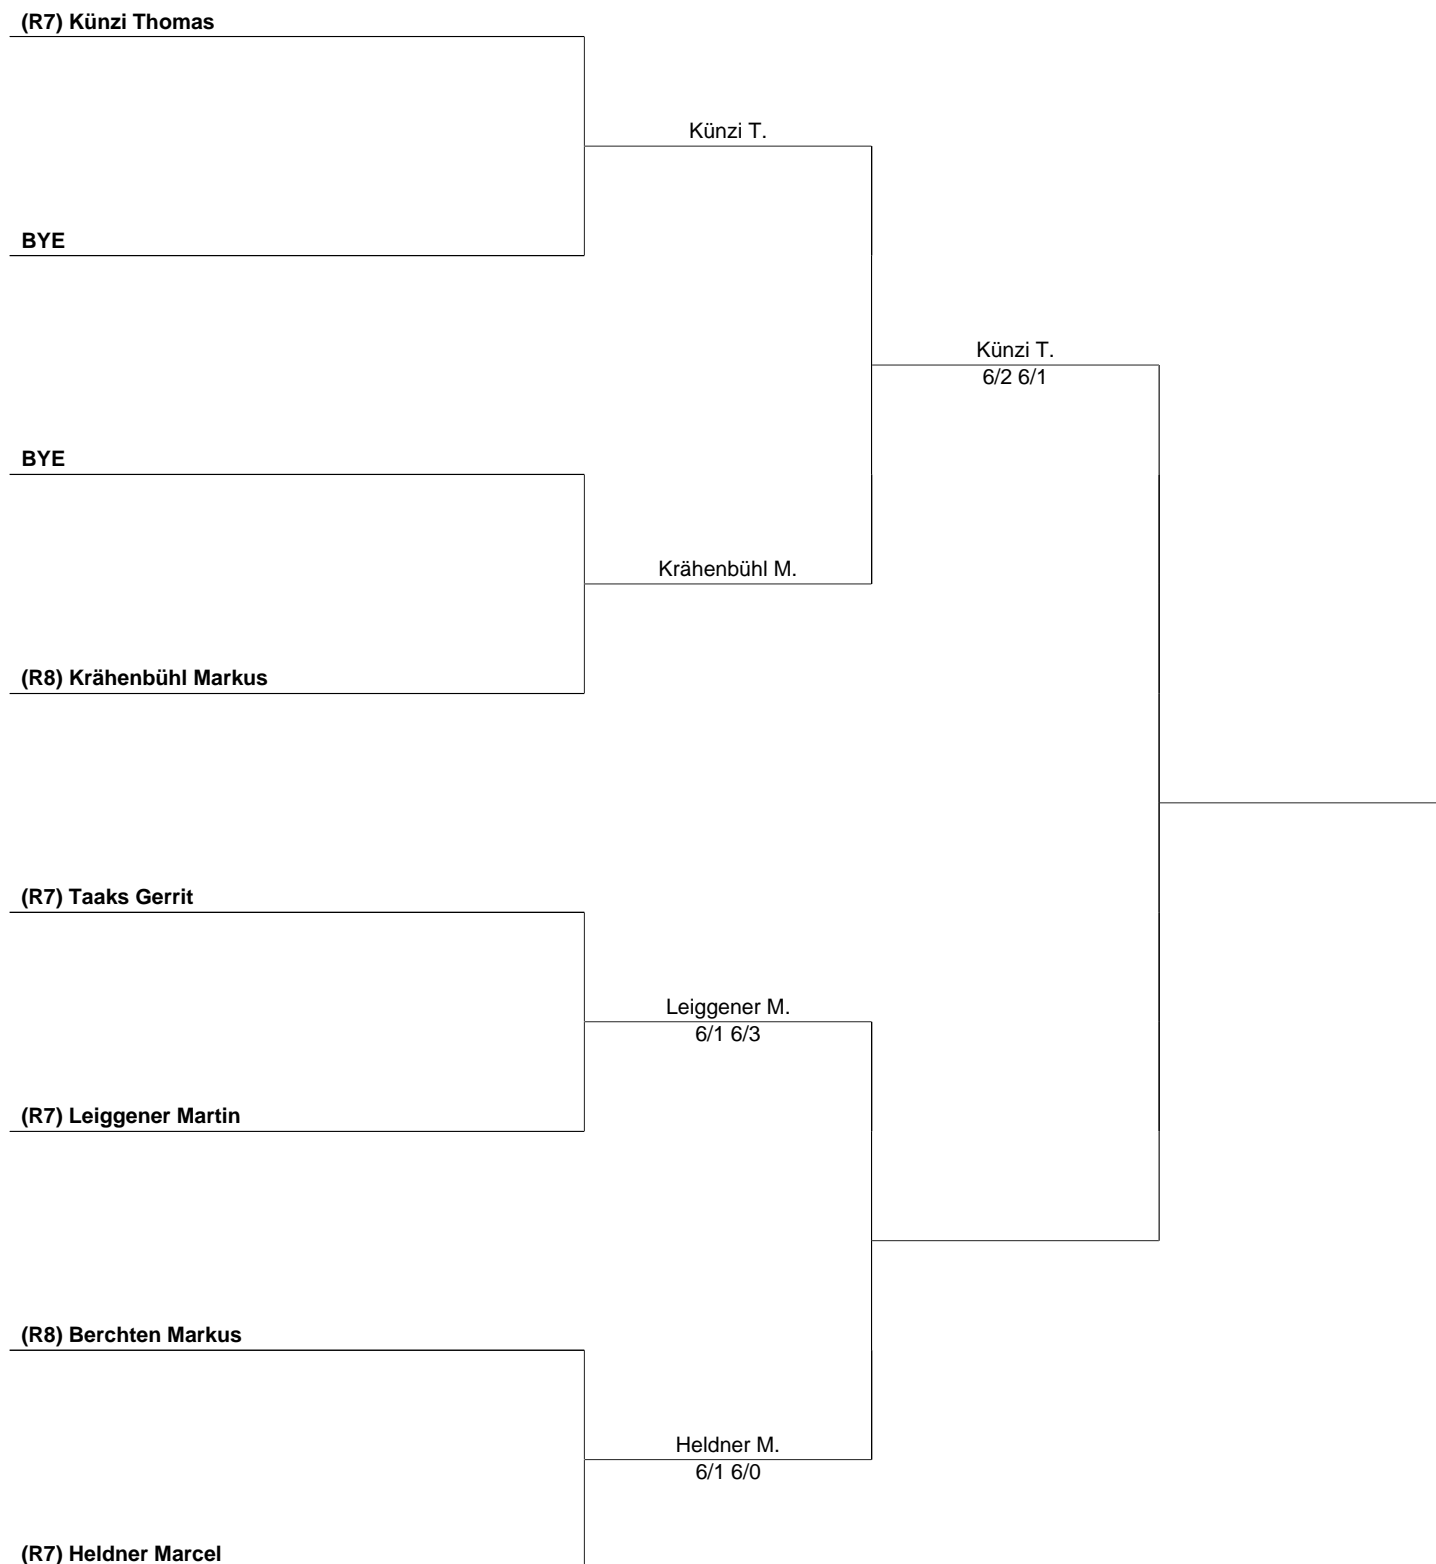 (R7) Künzi Thomas
Künzi T.
BYE
Künzi T.
6/2 6/1
BYE
Krähenbühl M.
(R8) Krähenbühl Markus
(R7) Taaks Gerrit
Leiggener M.
6/1 6/3
(R7) Leiggener Martin
(R8) Berchten Markus
Heldner M.
6/1 6/0
(R7) Heldner Marcel